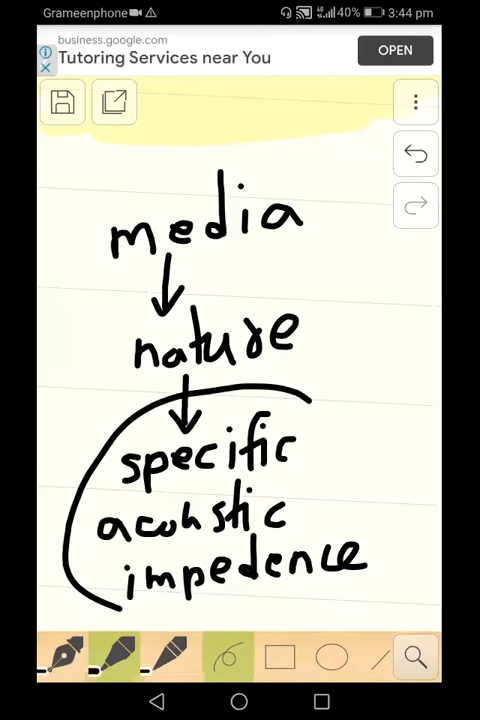 Grameenphone 40% 3:44 pm
business.google.com
Tutoring Services near You
OPEN
media
nature
specific
acoustic
impedence